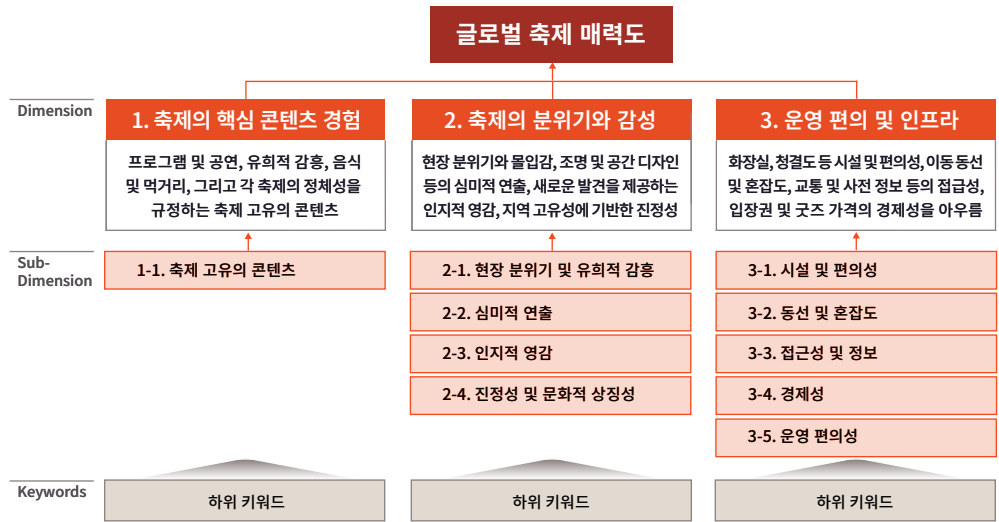 글로벌 축제 매력도
Dimension
1. 축제의 핵심 콘텐츠 경험
프로그램 및 공연, 유희적 감흥, 음식
및 먹거리, 그리고 각 축제의 정체성을
규정하는 축제 고유의 콘텐츠
2. 축제의 분위기와 감성
현장 분위기와 몰입감, 조명 및 공간 디자인
등의 심미적 연출, 새로운 발견을 제공하는
인지적 영감, 지역 고유성에 기반한 진정성
3. 운영 편의 및 인프라
화장실, 청결도 등 시설 및 편의성, 이동 동선
및 혼잡도, 교통 및 사전 정보 등의 접급성,
입장권 및 굿즈 가격의 경제성을 아우름
Sub-
Dimension
1-1. 축제 고유의 콘텐츠
2-1. 현장 분위기 및 유희적 감흥
2-2. 심미적 연출
2-3. 인지적 영감
2-4. 진정성 및 문화적 상징성
3-1. 시설 및 편의성
3-2. 동선 및 혼잡도
3-3. 접근성 및 정보
3-4. 경제성
3-5. 운영 편의성
Keywords
하위 키워드
하위 키워드
하위 키워드